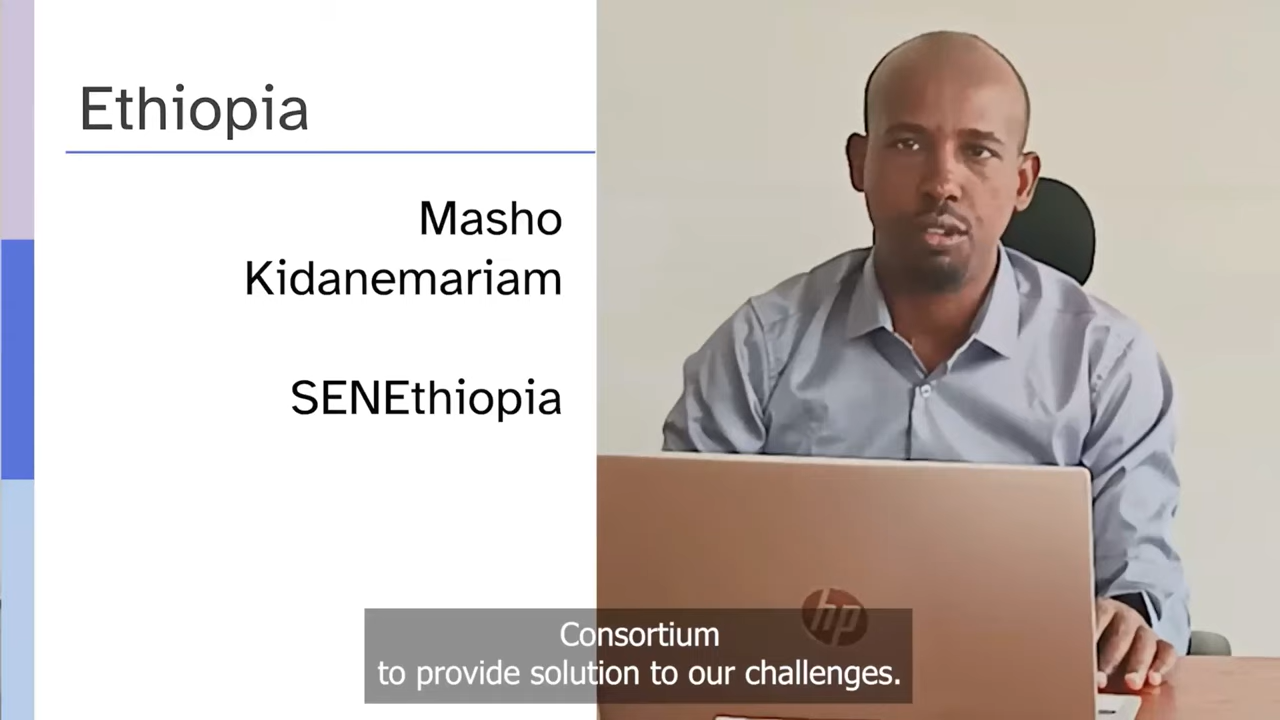 Ethiopia
Masho
Kidanemariam
SENEthiopia
hp
Consortium
to provide solution to our challenges.